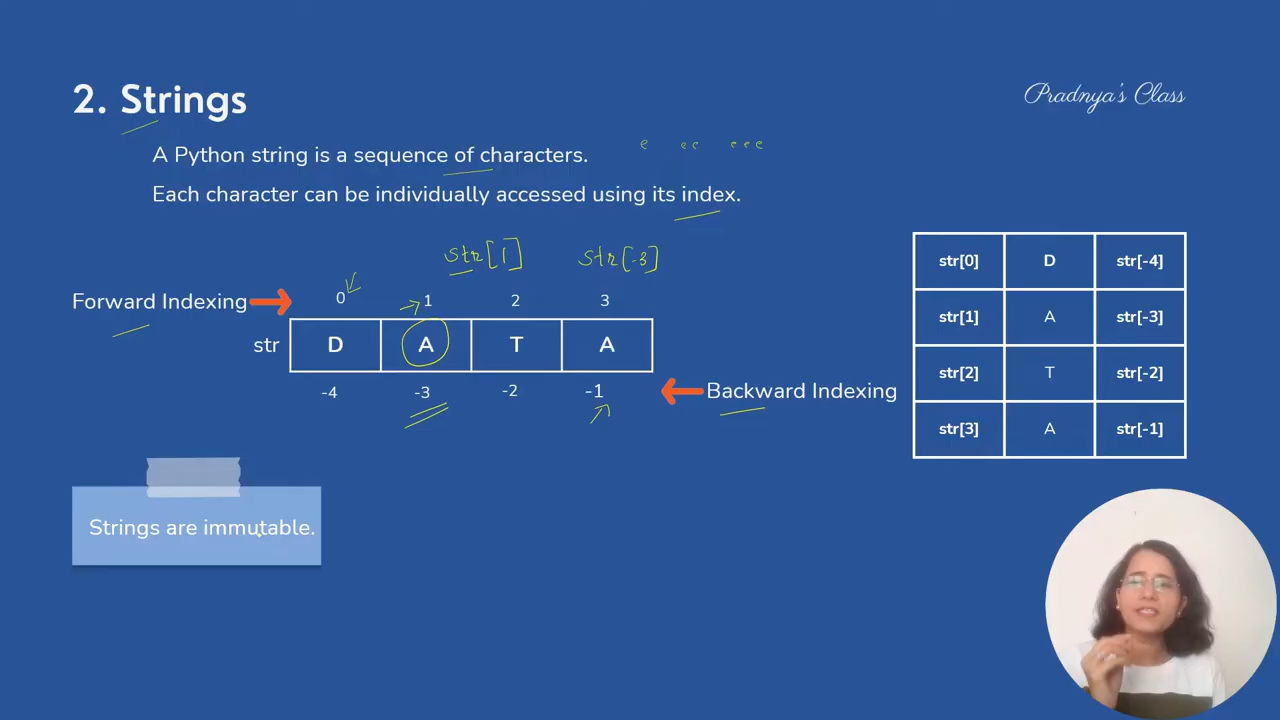 2. Strings
Pradnya's Class
A Python string is a sequence of characters.
e ee eee
Each character can be individually accessed using its index.
str[1] str[-3]
Forward Indexing 0 1 2 3
str D A T A
-4 -3 -2 -1 Backward Indexing
str[0] D str[-4]
str[1] A str[-3]
str[2] T str[-2]
str[3] A str[-1]
Strings are immutable.